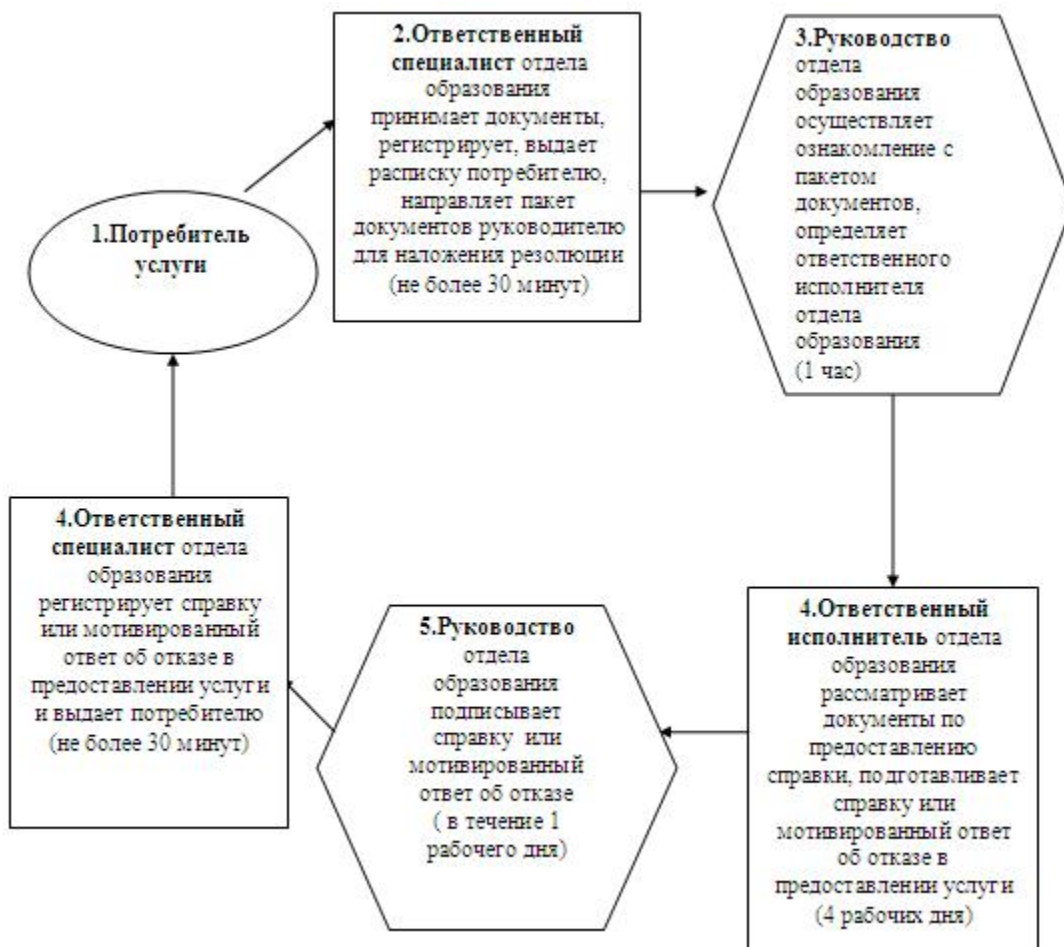 1.Потребитель
услуги
2.Ответственный
специалист отдела
образования
принимает документы,
регистрирует, выдает
расписку потребителю,
направляет пакет
документов руководителю
для наложения резолюции
(не более 30 минут)
3.Руководство
отдела
образования
осуществляет
ознакомление с
пакетом
документов,
определяет
ответственного
исполнителя
отдела
образования
(1 час)
4.Ответственный
исполнитель отдела
образования
рассматривает
документы по
предоставлению
справки, подготавливает
справку или
мотивированный ответ
об отказе в
предоставлении услуги
(4 рабочих дня)
5.Руководство
отдела
образования
подписывает
справку или
мотивированный
ответ об отказе
( в течение 1
рабочего дня)
4.Ответственный
специалист отдела
образования
регистрирует справку
или мотивированный
ответ об отказе в
предоставлении услуги
и выдает потребителю
(не более 30 минут)